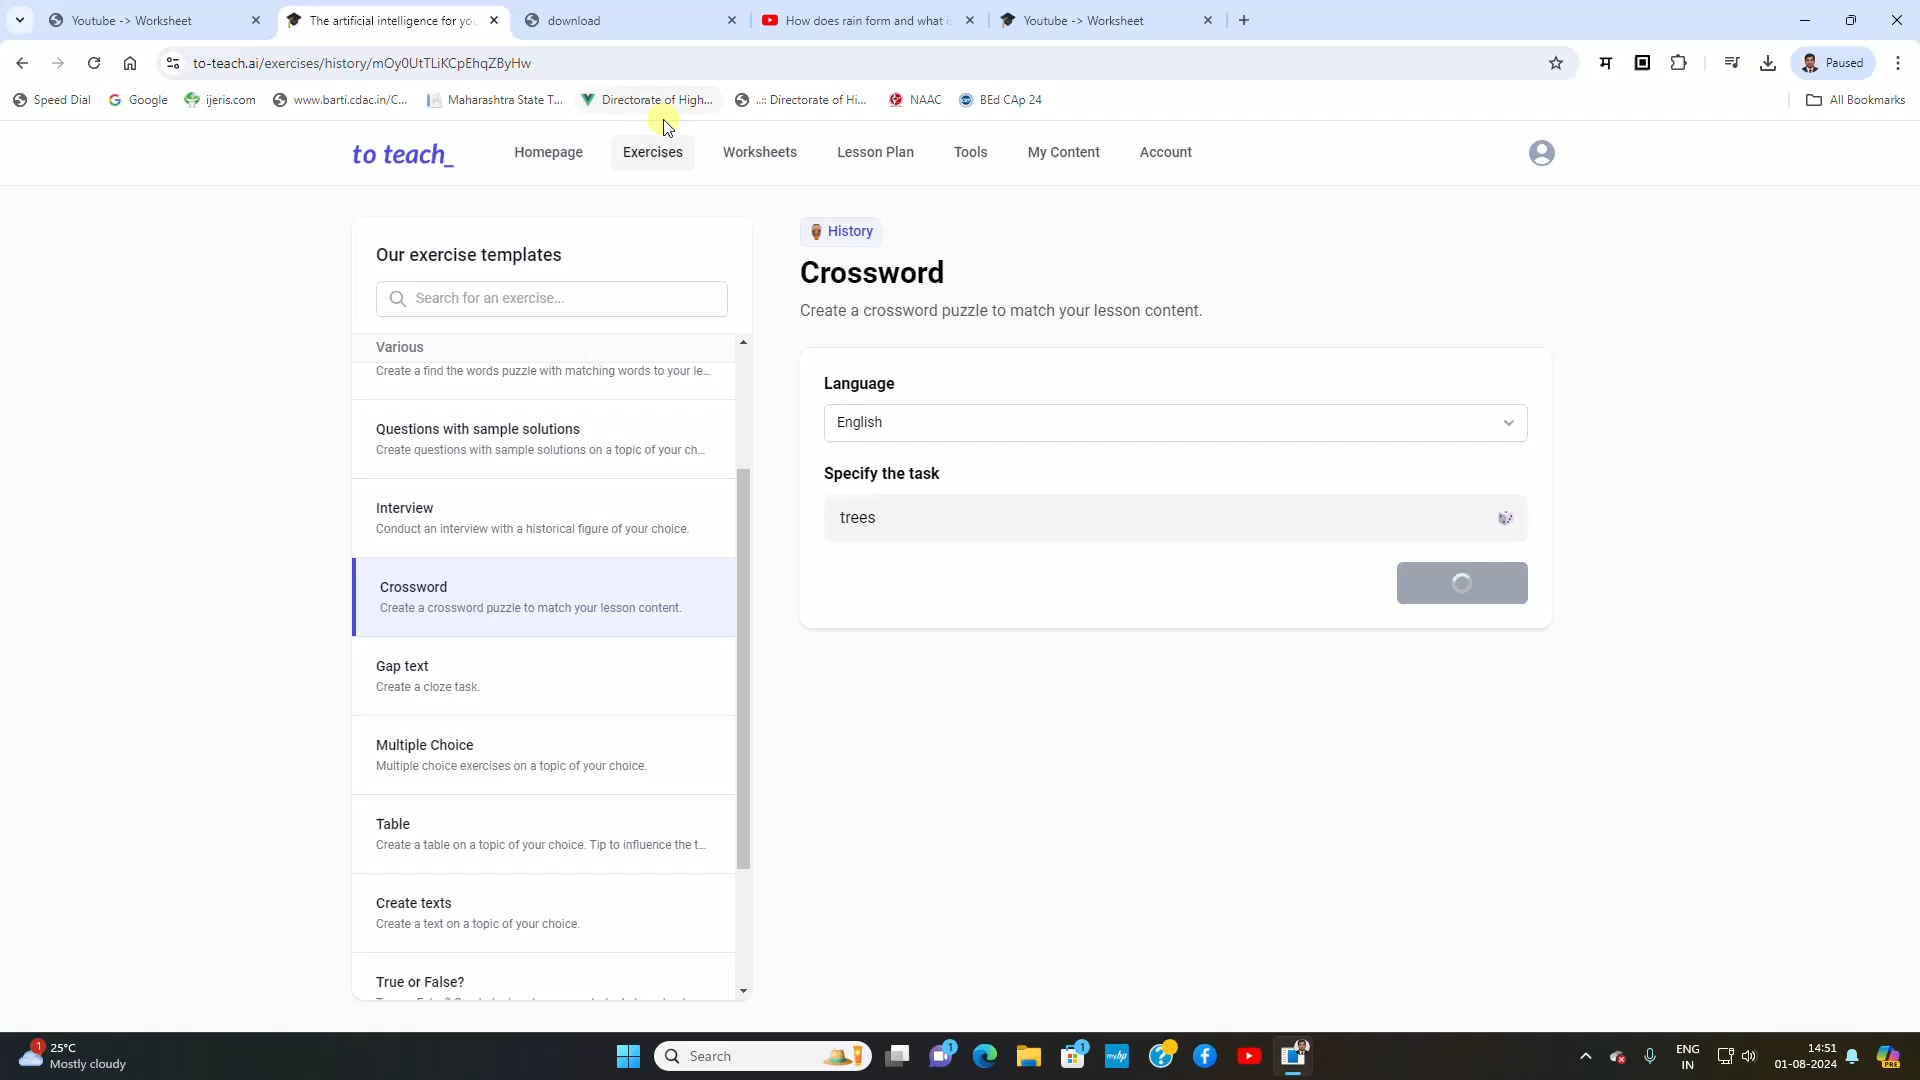 Youtube -> Worksheet
The artificial intelligence for you
download
How does rain form and what i
Youtube -> Worksheet
to-teach.ai/exercises/history/mOy0UtTLiKCpEhqZByHw
Paused
Speed Dial
Google
ijeris.com
www.barti.cdac.in/C...
Maharashtra State T...
Directorate of High...
..:: Directorate of Hi...
NAAC
BEd CAp 24
All Bookmarks
to teach_
Homepage
Exercises
Worksheets
Lesson Plan
Tools
My Content
Account
Our exercise templates
Search for an exercise...
Various
Create a find the words puzzle with matching words to your le...
Questions with sample solutions
Create questions with sample solutions on a topic of your ch...
Interview
Conduct an interview with a historical figure of your choice.
Crossword
Create a crossword puzzle to match your lesson content.
Gap text
Create a cloze task.
Multiple Choice
Multiple choice exercises on a topic of your choice.
Table
Create a table on a topic of your choice. Tip to influence the t...
Create texts
Create a text on a topic of your choice.
True or False?
History
Crossword
Create a crossword puzzle to match your lesson content.
Language
English
Specify the task
trees
1
25°C
Mostly cloudy
Search
1
1
myhp
ENG
IN
14:51
01-08-2024
PRE